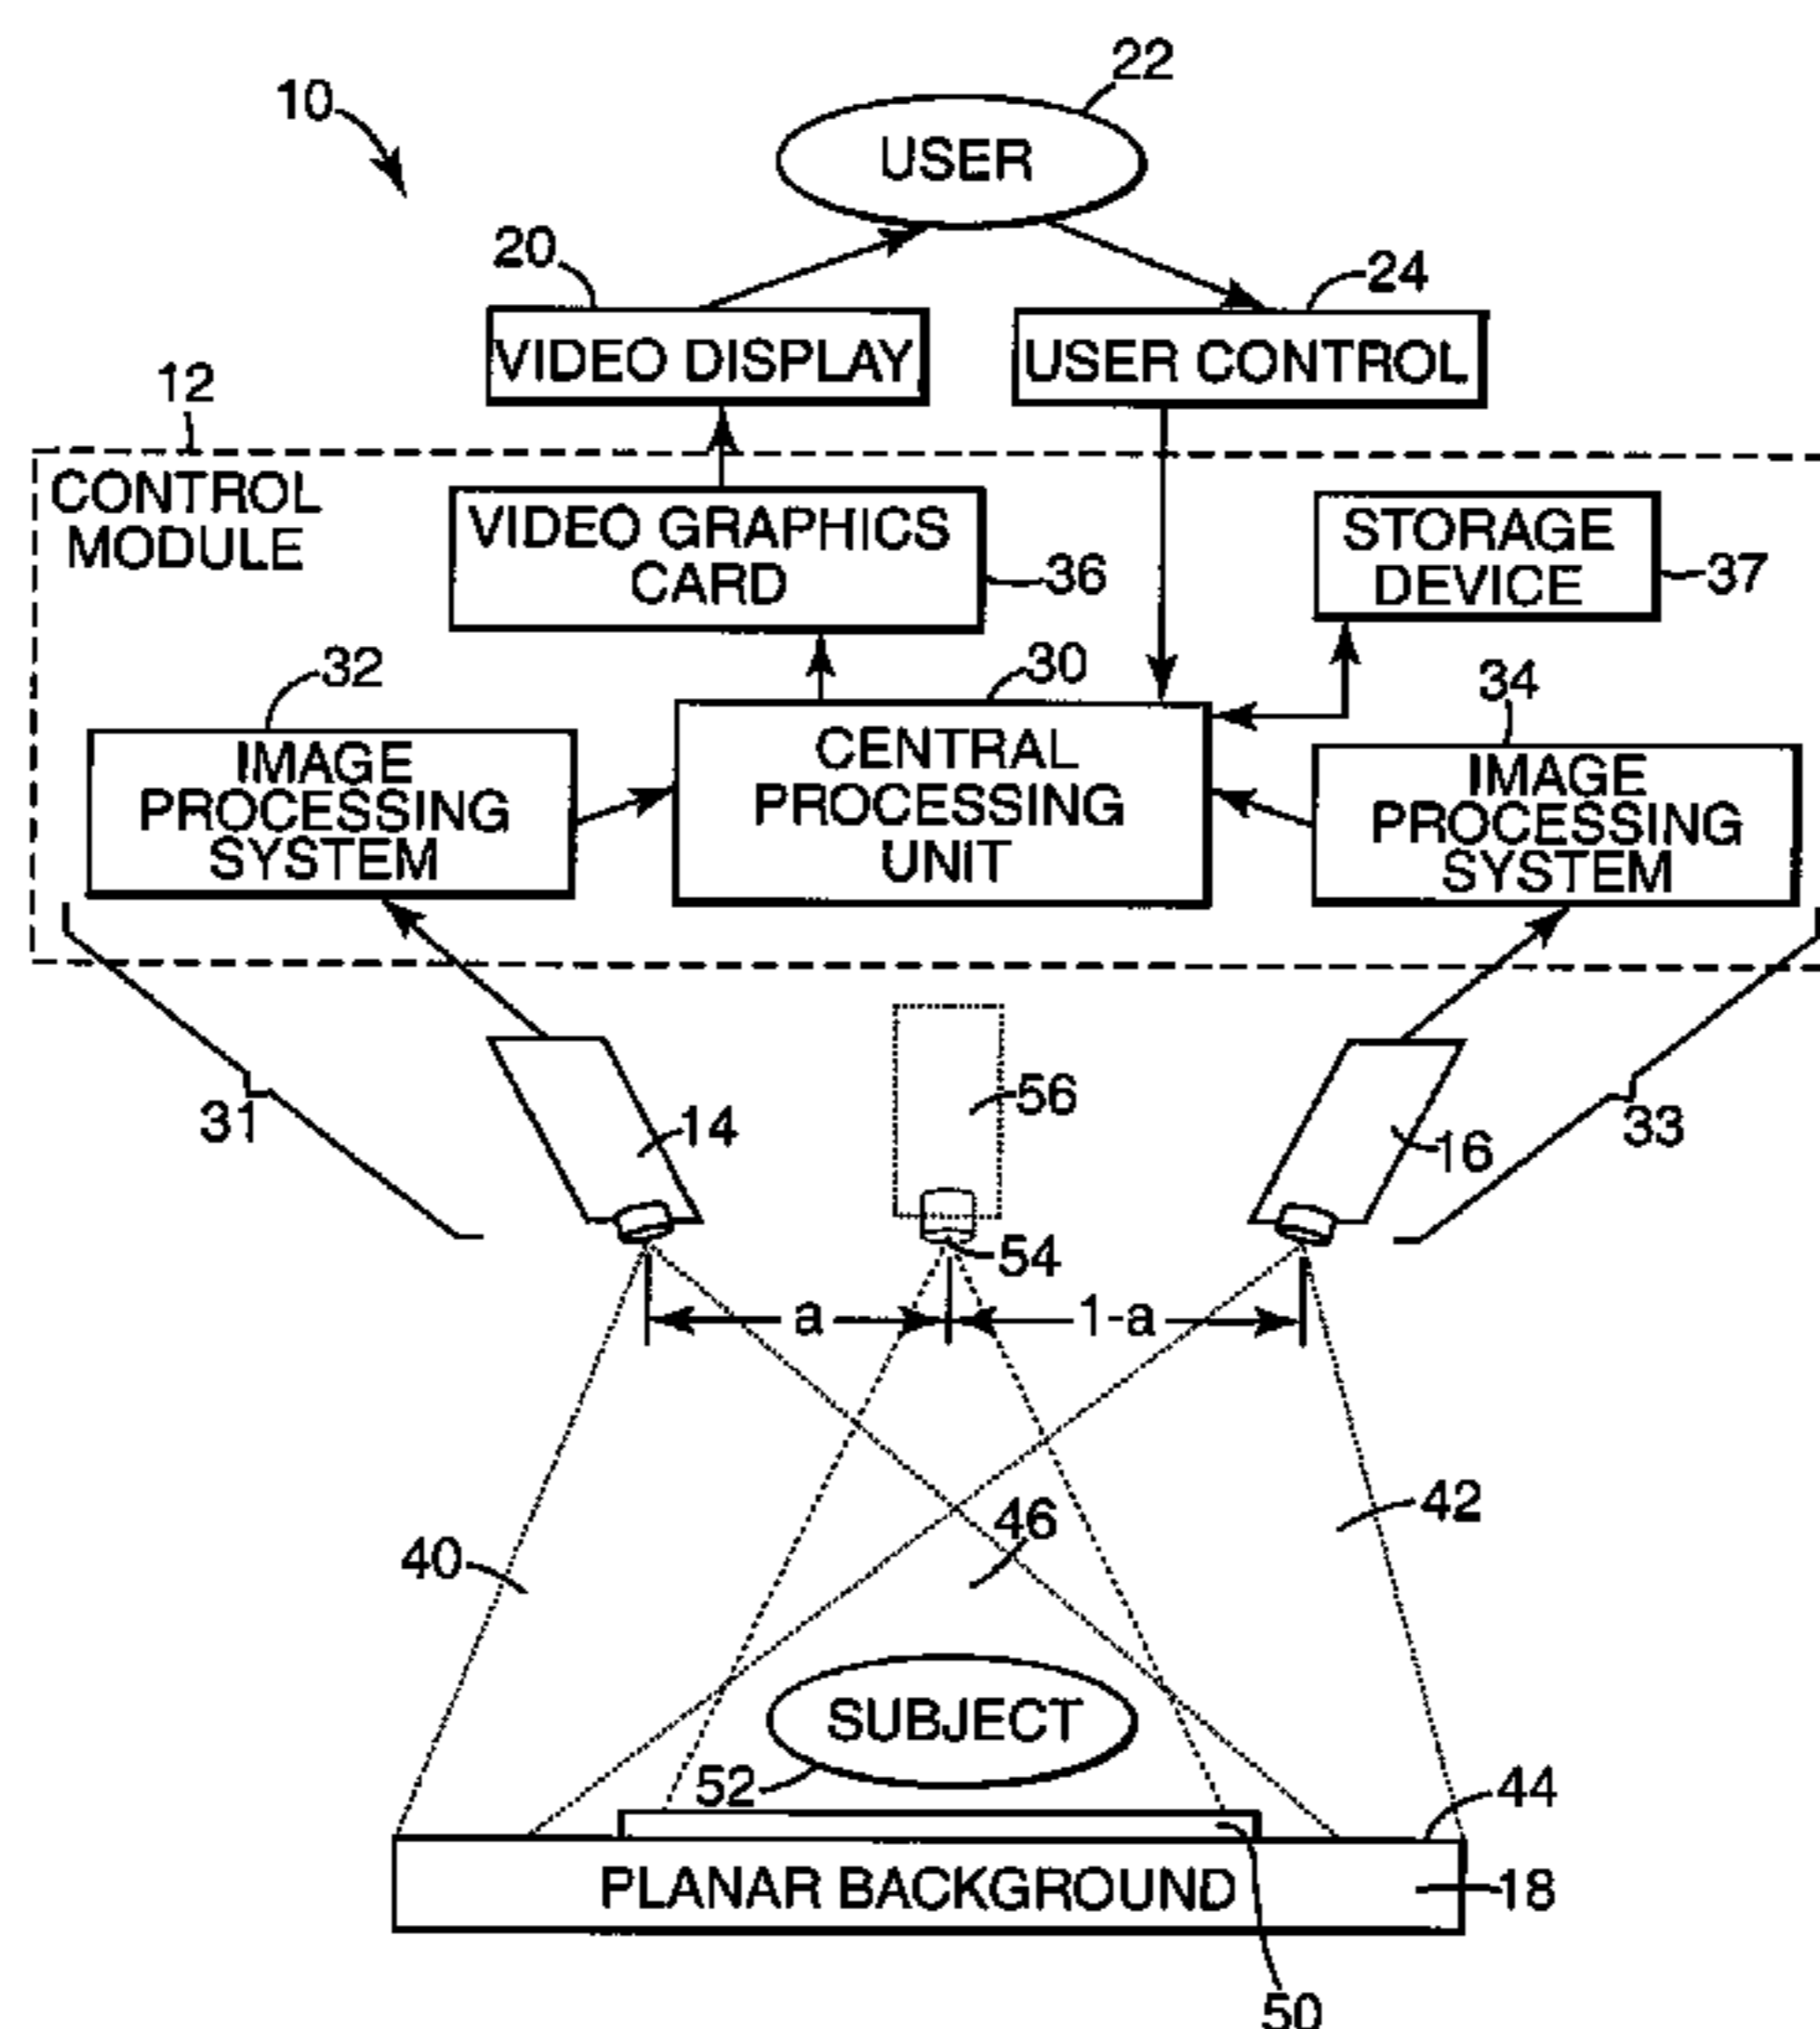 22
10
USER
20
24
VIDEO DISPLAY
USER CONTROL
12
CONTROL
MODULE
VIDEO GRAPHICS
CARD
36
STORAGE
DEVICE
37
32
30
34
IMAGE
PROCESSING
SYSTEM
CENTRAL
PROCESSING
UNIT
IMAGE
PROCESSING
SYSTEM
31
14
56
16
33
54
a
1-a
40
46
42
SUBJECT
52
44
PLANAR BACKGROUND
18
50